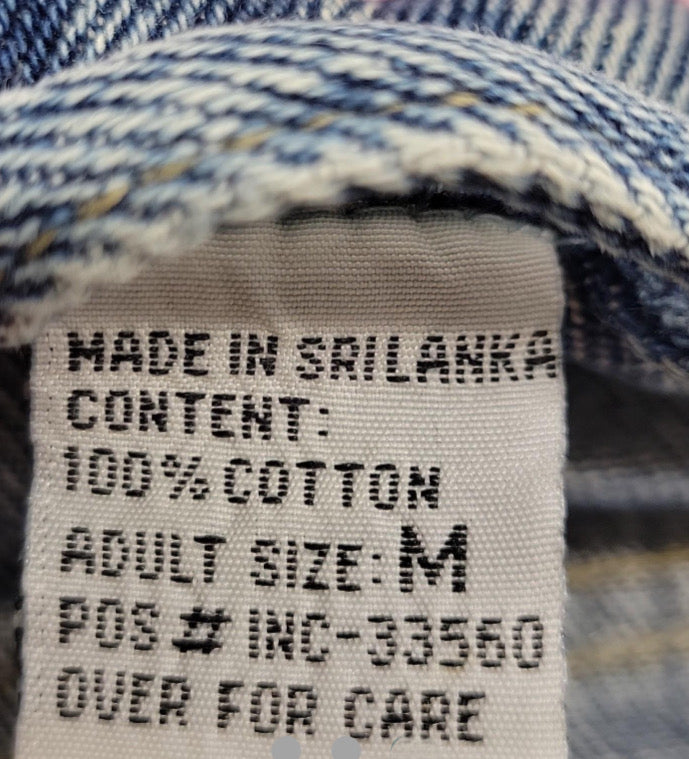 MADE IN SRILANKA
CONTENT:
100% COTTON
ADULT SIZE: M
POS# INC-33560
OVER FOR CARE